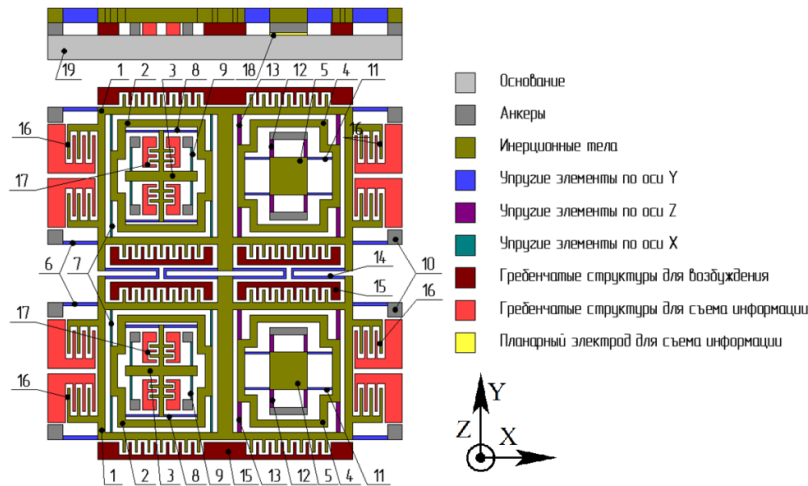 19 1 2 3 8 9 18 13 12 5 4 11
16
16
17
6 7
14
10
15
16
17
16
1 2 3 8 9 15 13 12 5 4 11
Основание
Анкеры
Инерционные тела
Упругие элементы по оси Y
Упругие элементы по оси Z
Упругие элементы по оси X
Гребенчатые структуры для возбуждения
Гребенчатые структуры для съема информации
Планарный электрод для съема информации
Y
Z
X